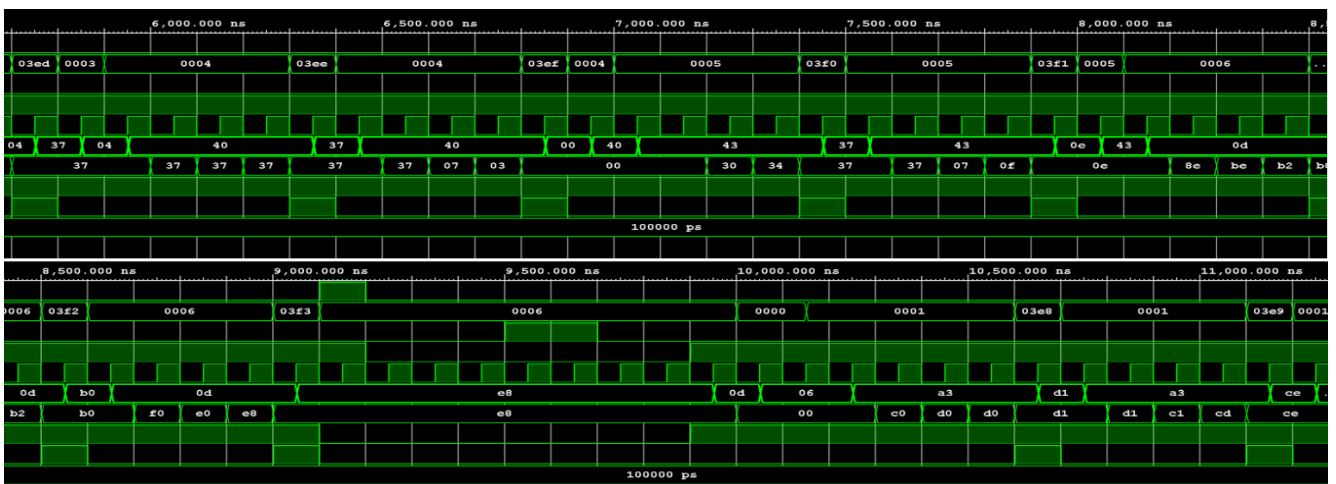 6,000.000 ns 6,500.000 ns 7,000.000 ns 7,500.000 ns 8,000.000 ns 8,
03ed 0003 0004 03ee 0004 03ef 0004 0005 03f0 0005 03f1 0005 0006 ..
04 37 04 40 37 40 00 40 43 37 43 0e 43 0d
37 37 37 37 37 37 07 03 00 30 34 37 37 07 0f 0e 8e be b2 b0
100000 ps
8,500.000 ns 9,000.000 ns 9,500.000 ns 10,000.000 ns 10,500.000 ns 11,000.000 ns
0006 03f2 0006 03f3 0006 0000 0001 03e8 0001 03e9 0001
0d b0 0d e8 0d 06 a3 d1 a3 ce .
b2 b0 f0 e0 e8 e8 00 c0 d0 d0 d1 d1 c1 cd ce
100000 ps